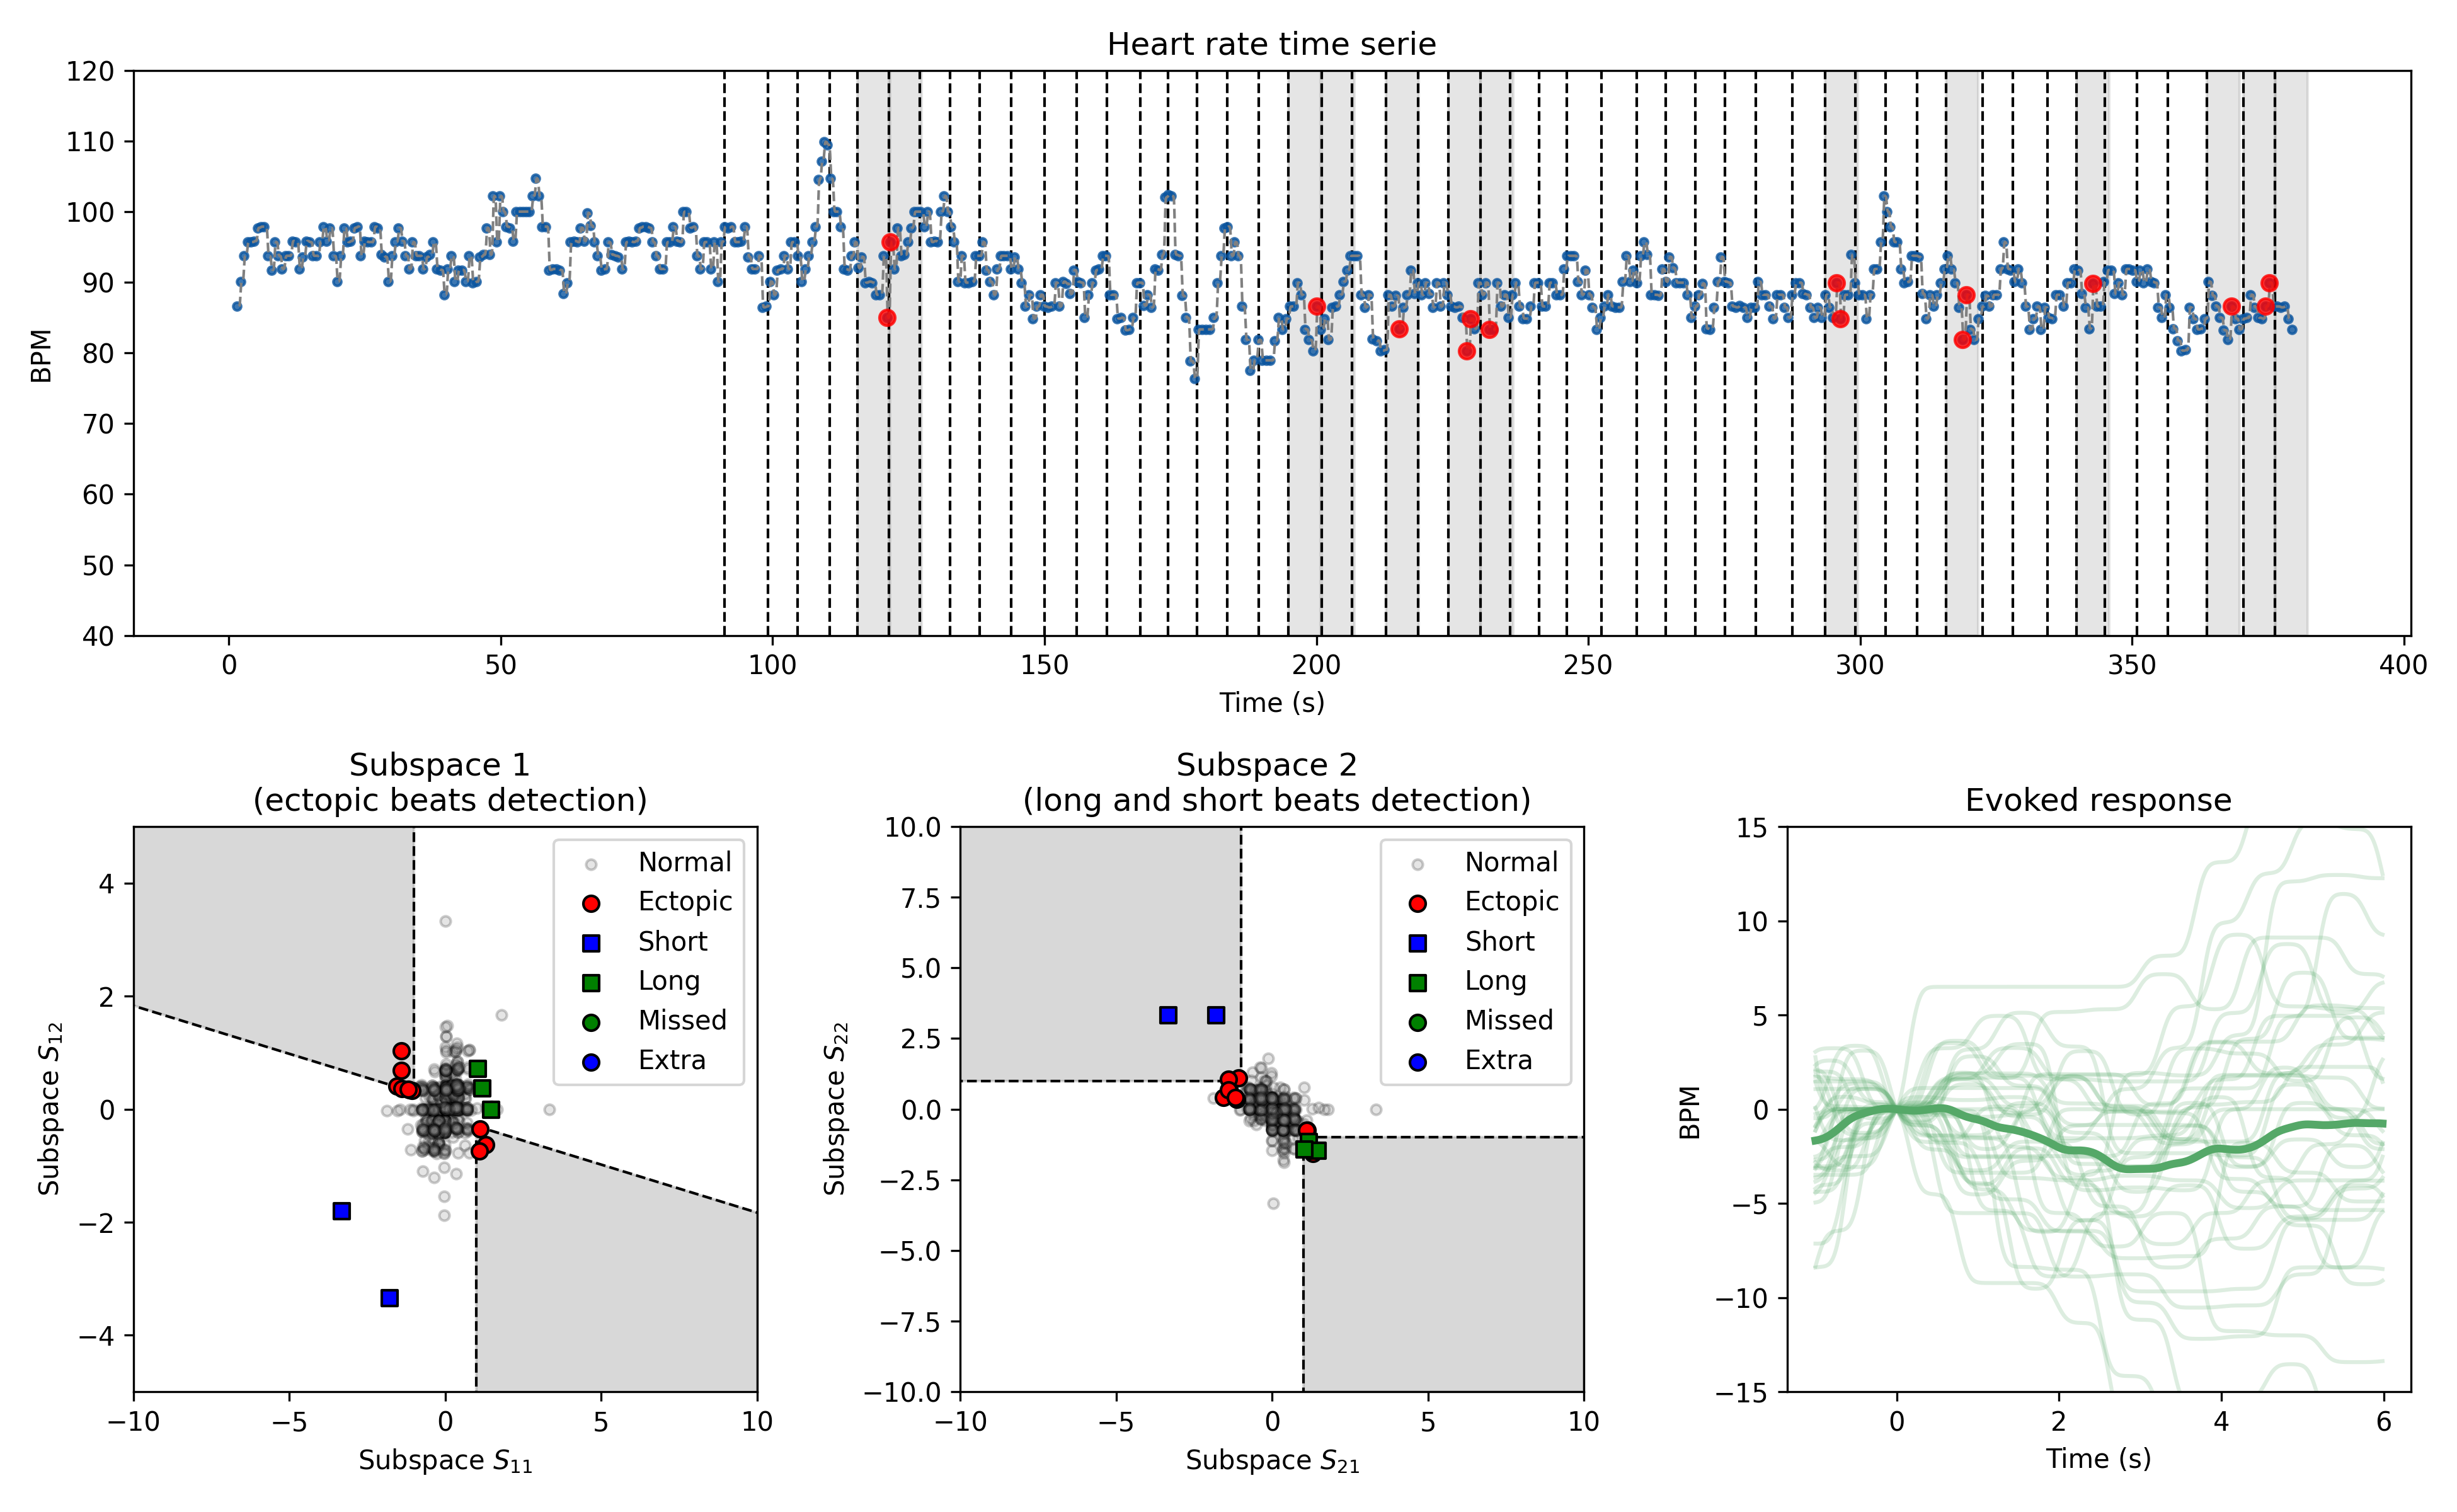 Heart rate time serie
120
110
100
90
80
70
60
50
40
BPM
0 50 100 150 200 250 300 350 400
Time (s)
Subspace 1
(ectopic beats detection)
4
2
0
−2
−4
Subspace S₁₂
Normal
Ectopic
Short
Long
Missed
Extra
−10 −5 0 5 10
Subspace S₁₁
Subspace 2
(long and short beats detection)
10.0
7.5
5.0
2.5
0.0
−2.5
−5.0
−7.5
−10.0
Subspace S₂₂
Normal
Ectopic
Short
Long
Missed
Extra
−10 −5 0 5 10
Subspace S₂₁
Evoked response
15
10
5
0
−5
−10
−15
BPM
0 2 4 6
Time (s)